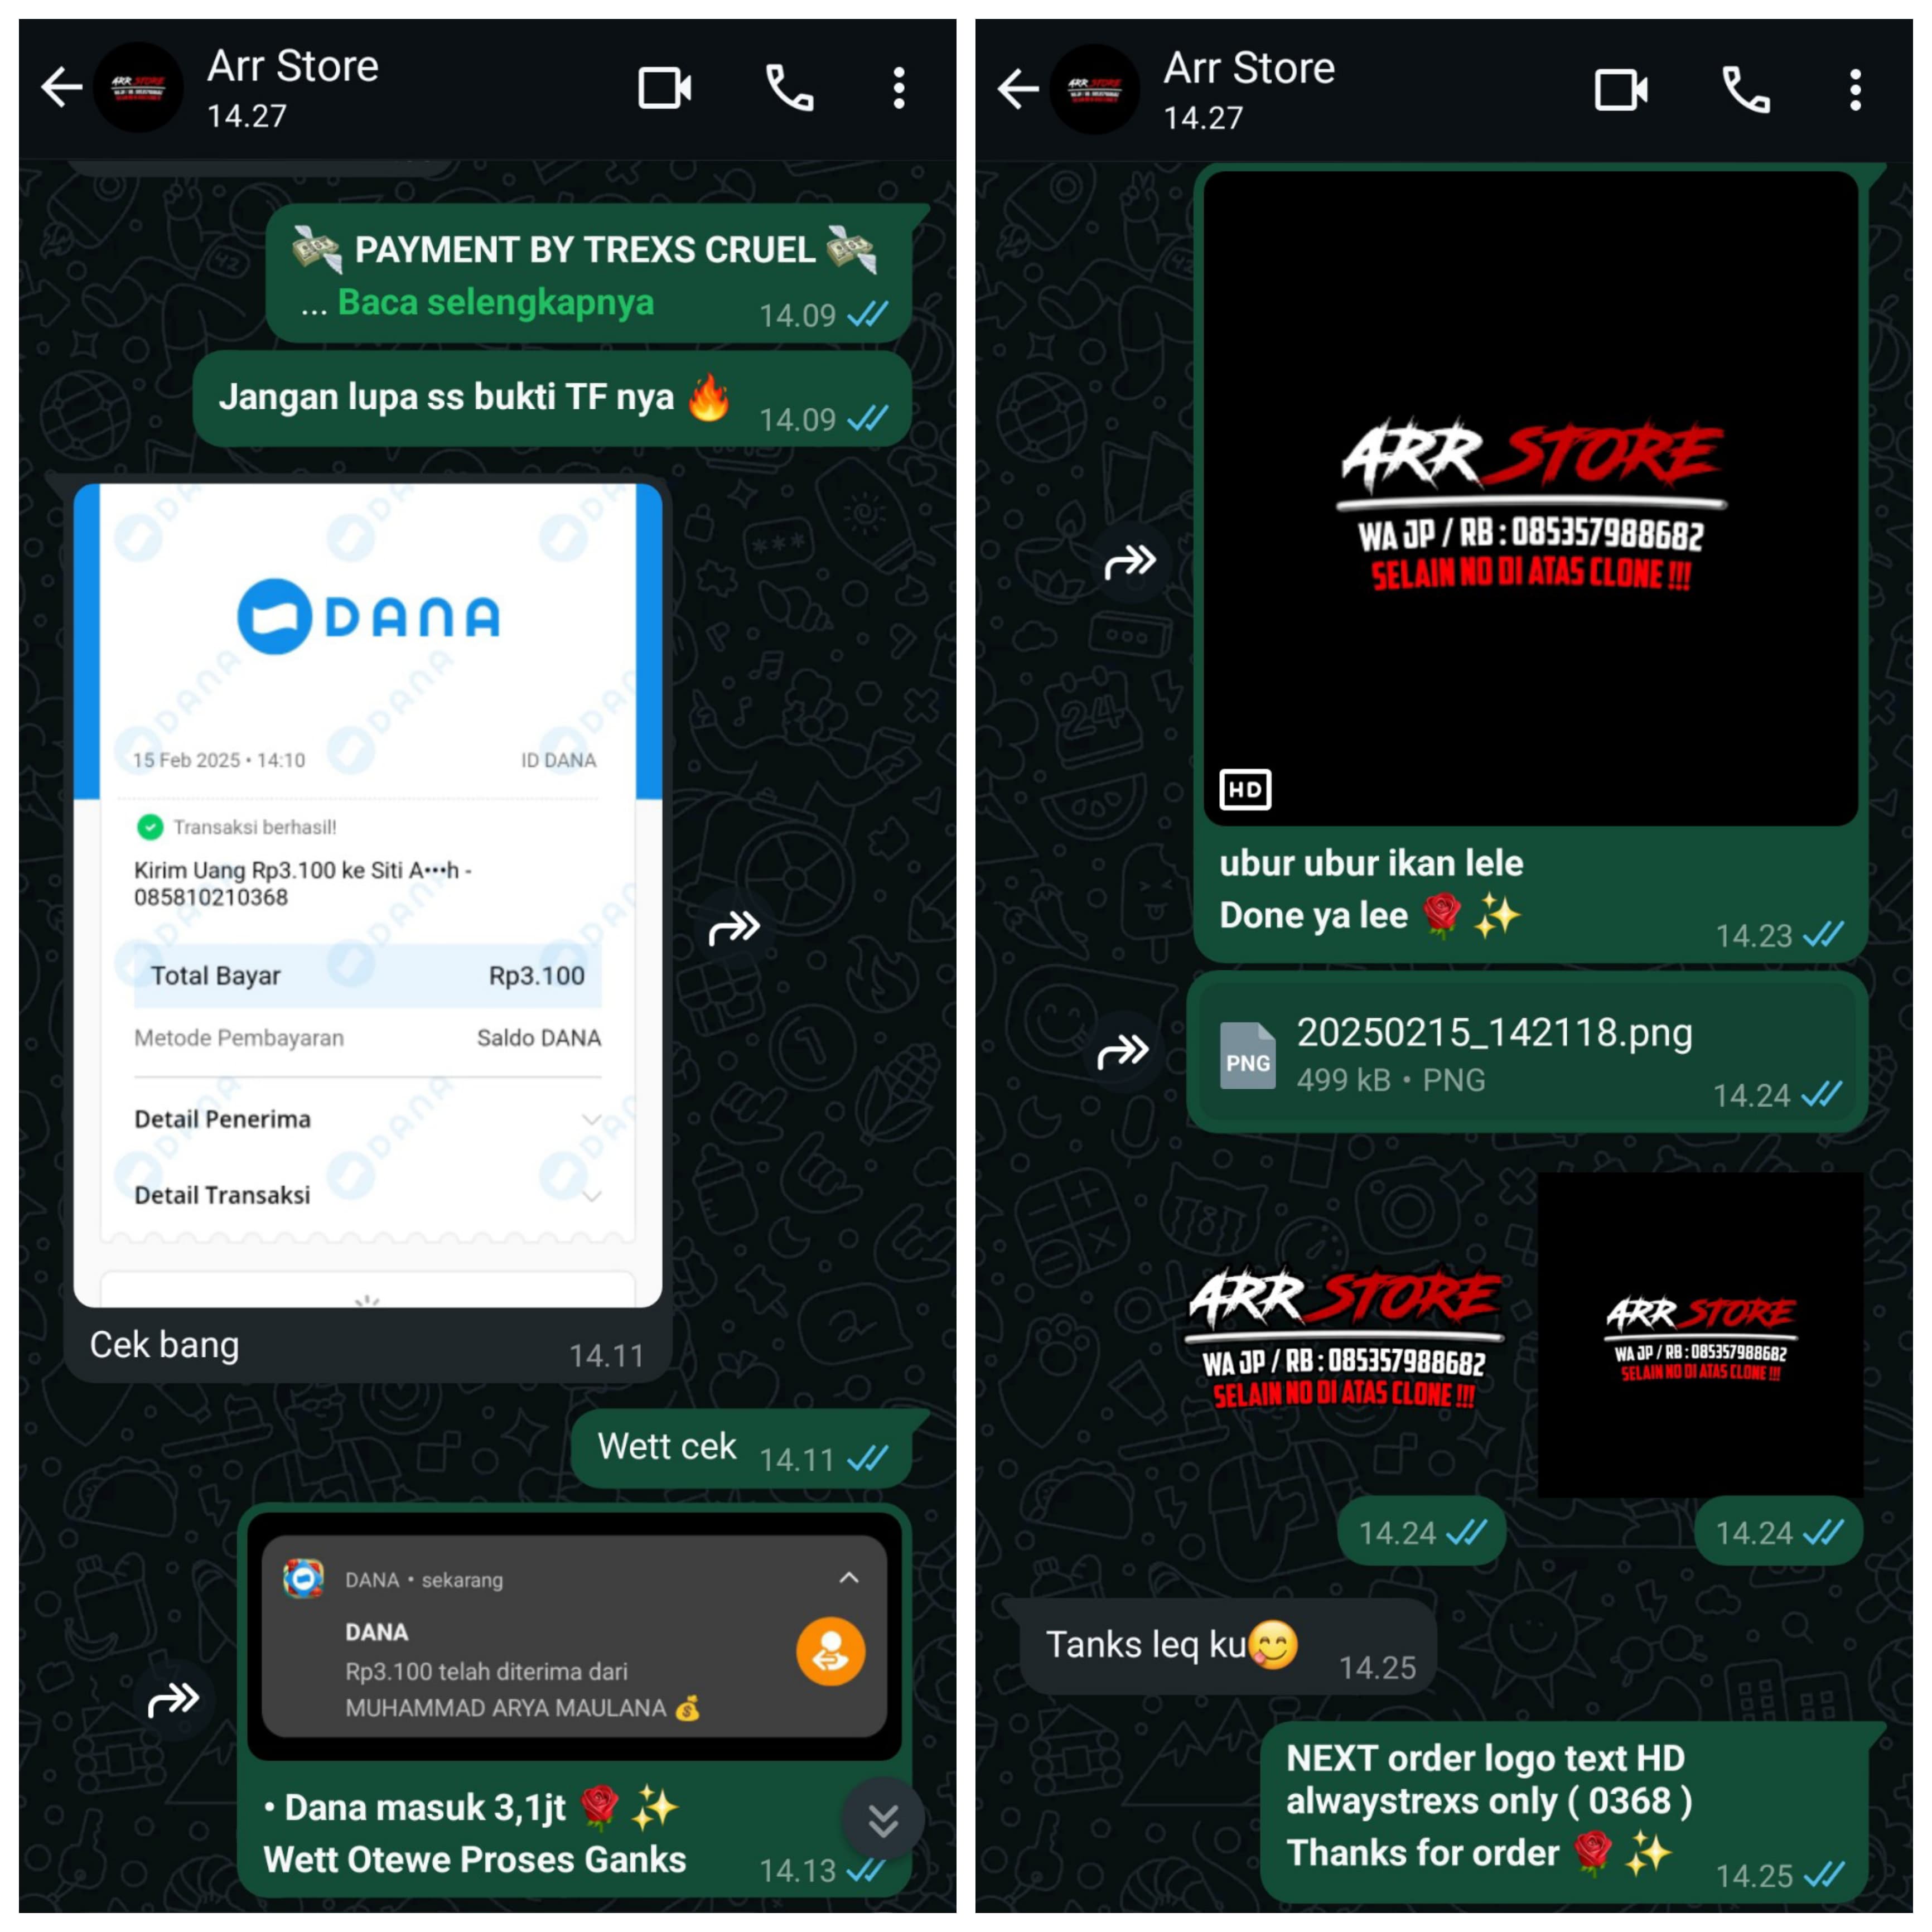 Arr Store
14.27
💸 PAYMENT BY TREXS CRUEL 💸
... Baca selengkapnya 14.09
Jangan lupa ss bukti TF nya 🔥 14.09
DANA
15 Feb 2025 • 14:10 ID DANA
Transaksi berhasil!
Kirim Uang Rp3.100 ke Siti A•••h -
085810210368
Total Bayar Rp3.100
Metode Pembayaran Saldo DANA
Detail Penerima
Detail Transaksi
Cek bang 14.11
Wett cek 14.11
DANA • sekarang
DANA
Rp3.100 telah diterima dari
MUHAMMAD ARYA MAULANA 💰
• Dana masuk 3,1jt 🌹 ✨
Wett Otewe Proses Ganks 14.13
Arr Store
14.27
ARR STORE
WA JP / RB : 085357988682
SELAIN NO DI ATAS CLONE !!!
HD
ubur ubur ikan lele
Done ya lee 🌹 ✨ 14.23
PNG
20250215_142118.png
499 kB • PNG 14.24
ARR STORE
WA JP / RB : 085357988682
SELAIN NO DI ATAS CLONE !!!
14.24
ARR STORE
WA JP / RB : 085357988682
SELAIN NO DI ATAS CLONE !!!
14.24
Tanks leq ku😋 14.25
NEXT order logo text HD
alwaystrexs only ( 0368 )
Thanks for order 🌹 ✨ 14.25